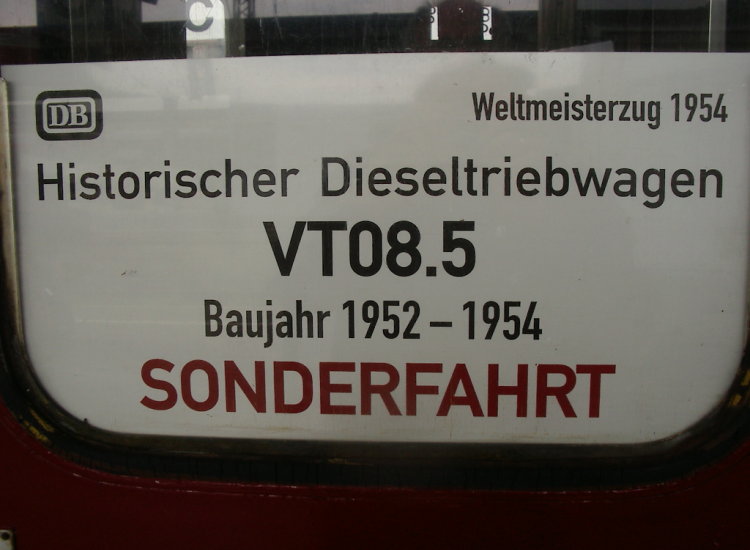 DB
Weltmeisterzug 1954
Historischer Dieseltriebwagen
VT08.5
Baujahr 1952 – 1954
SONDERFAHRT